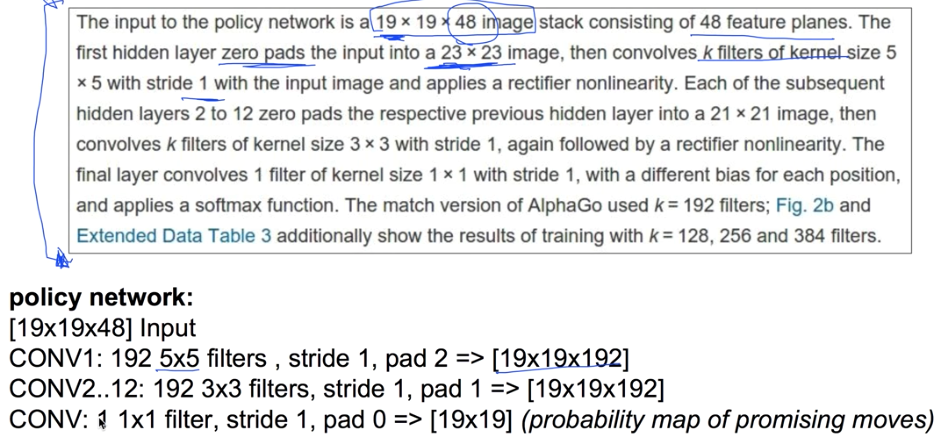 The input to the policy network is a 19 × 19 × 48 image stack consisting of 48 feature planes. The
first hidden layer zero pads the input into a 23 × 23 image, then convolves k filters of kernel size 5
× 5 with stride 1 with the input image and applies a rectifier nonlinearity. Each of the subsequent
hidden layers 2 to 12 zero pads the respective previous hidden layer into a 21 × 21 image, then
convolves k filters of kernel size 3 × 3 with stride 1, again followed by a rectifier nonlinearity. The
final layer convolves 1 filter of kernel size 1 × 1 with stride 1, with a different bias for each position,
and applies a softmax function. The match version of AlphaGo used k = 192 filters; Fig. 2b and
Extended Data Table 3 additionally show the results of training with k = 128, 256 and 384 filters.
policy network:
[19x19x48] Input
CONV1: 192 5x5 filters , stride 1, pad 2 => [19x19x192]
CONV2..12: 192 3x3 filters, stride 1, pad 1 => [19x19x192]
CONV: 1 1x1 filter, stride 1, pad 0 => [19x19] (probability map of promising moves)